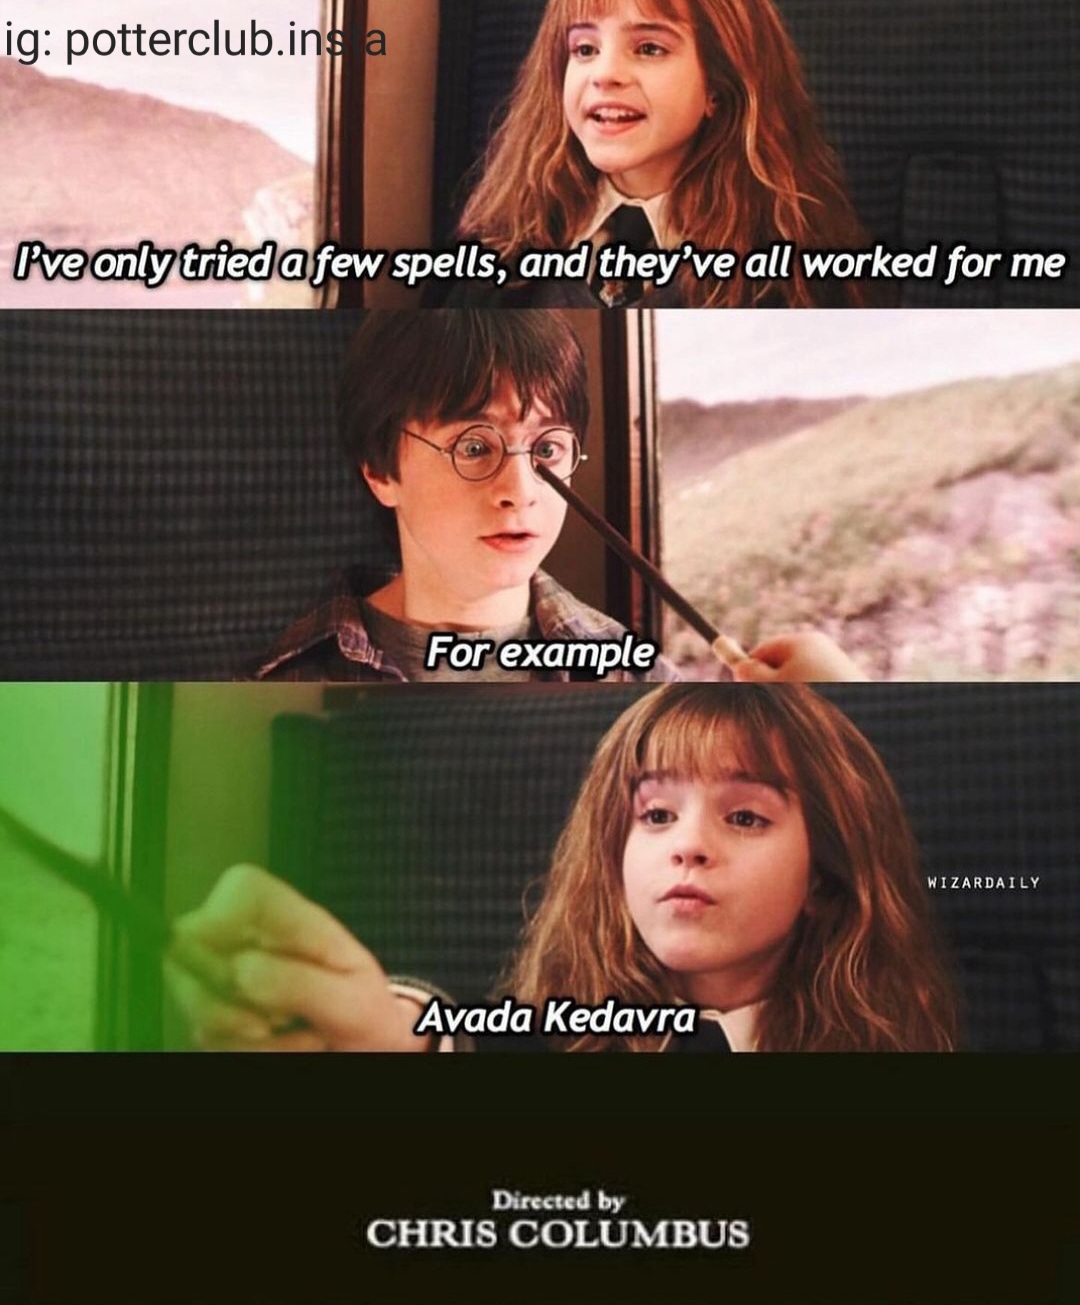 ig: potterclub.insta
I've only tried a few spells, and they've all worked for me
For example
Avada Kedavra
WIZARDAILY
Directed by
CHRIS COLUMBUS